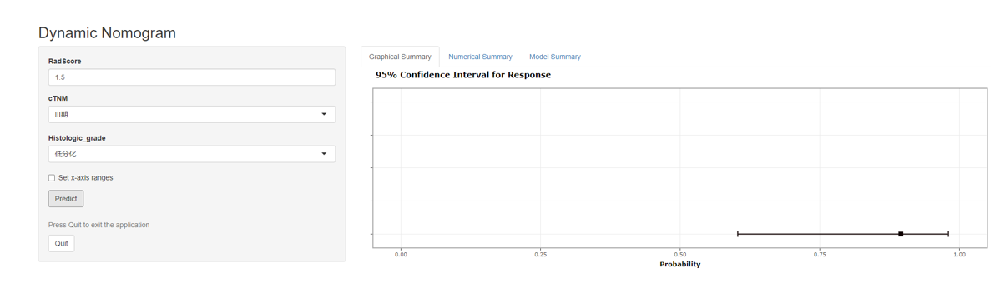 Dynamic Nomogram
RadScore
1.5
cTNM
III期
Histologic_grade
低分化
Set x-axis ranges
Predict
Press Quit to exit the application
Quit
Graphical Summary Numerical Summary Model Summary
95% Confidence Interval for Response
0.00 0.25 0.50 0.75 1.00
Probability